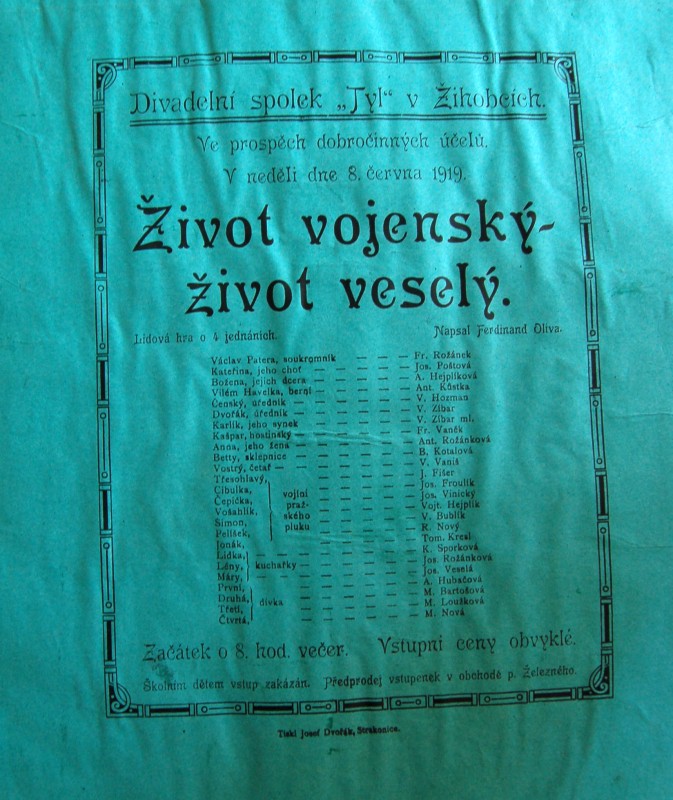 Divadelní spolek „Tyl“ v Žihobcích.
Ve prospěch dobročinných účelů.
V neděli dne 8. června 1919.
Život vojenský-
život veselý.
Lidová hra o 4 jednáních. Napsal Ferdinand Oliva.
Václav Patera, soukromník — — — Fr. Rožánek
Kateřina, jeho choť — — — — — Jos. Poštová
Božena, jejich dcera — — — — — A. Hejplíková
Vilém Havelka, berní — — — — — Ant. Kůstka
Čenský, úředník — — — — — — V. Hozman
Dvořák, úředník — — — — — — V. Zíbar
Karlík, jeho synek — — — — — V. Zíbar ml.
Kašpar, hostinský — — — — — — Fr. Vaněk
Anna, jeho žena — — — — — — Ant. Rožánková
Betty, sklepnice — — — — — — B. Kotalová
Vostrý, četař — — — — — — — V. Vaniš
Třesohlavý, — — — — J. Fišer
Cibulka, — — — — Jos. Froulík
Čepička, vojíni — — — — Jos. Vinický
Vošahlík, praž- — — — — Vojt. Hejplík
Šimon, ského — — — — V. Bublík
Pelíšek, pluku — — — — R. Nový
Jonák, — — — — Tom. Kresl
Lidka, — — — — — — K. Sporková
Lény, kuchařky — — — — Jos. Rožánková
Máry, — — — — — — Jos. Veselá
První, — — — — — A. Hubačová
Druhá, — — — — — M. Bartošová
Třetí, dívka — — — — — M. Loužková
Čtvrtá, — — — — — M. Nová
Začátek o 8. hod. večer. Vstupní ceny obvyklé.
Školním dětem vstup zakázán. Předprodej vstupenek v obchodě p. Železného.
Tiskl Josef Dvořák, Strakonice.